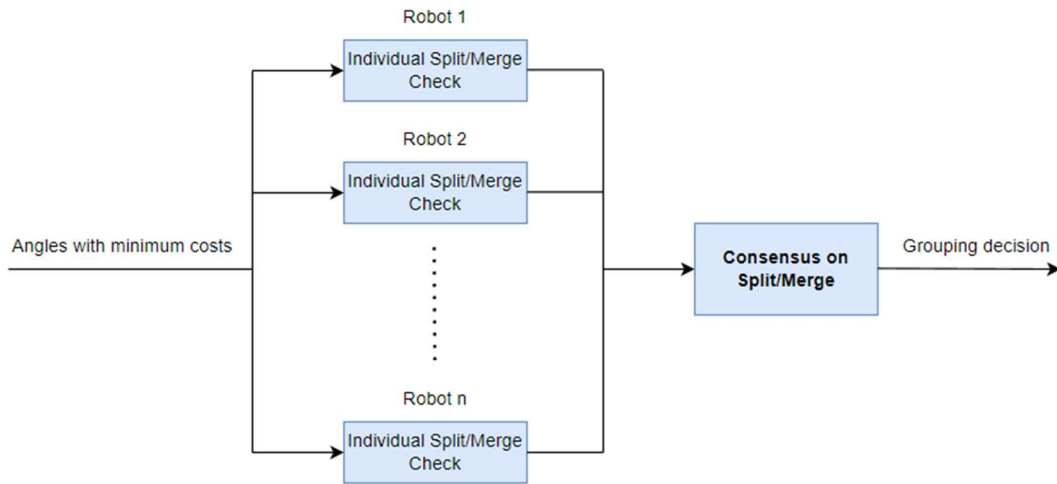 Robot 1
Individual Split/Merge
Check
Robot 2
Individual Split/Merge
Check
Angles with minimum costs
Consensus on
Split/Merge
Grouping decision
Robot n
Individual Split/Merge
Check